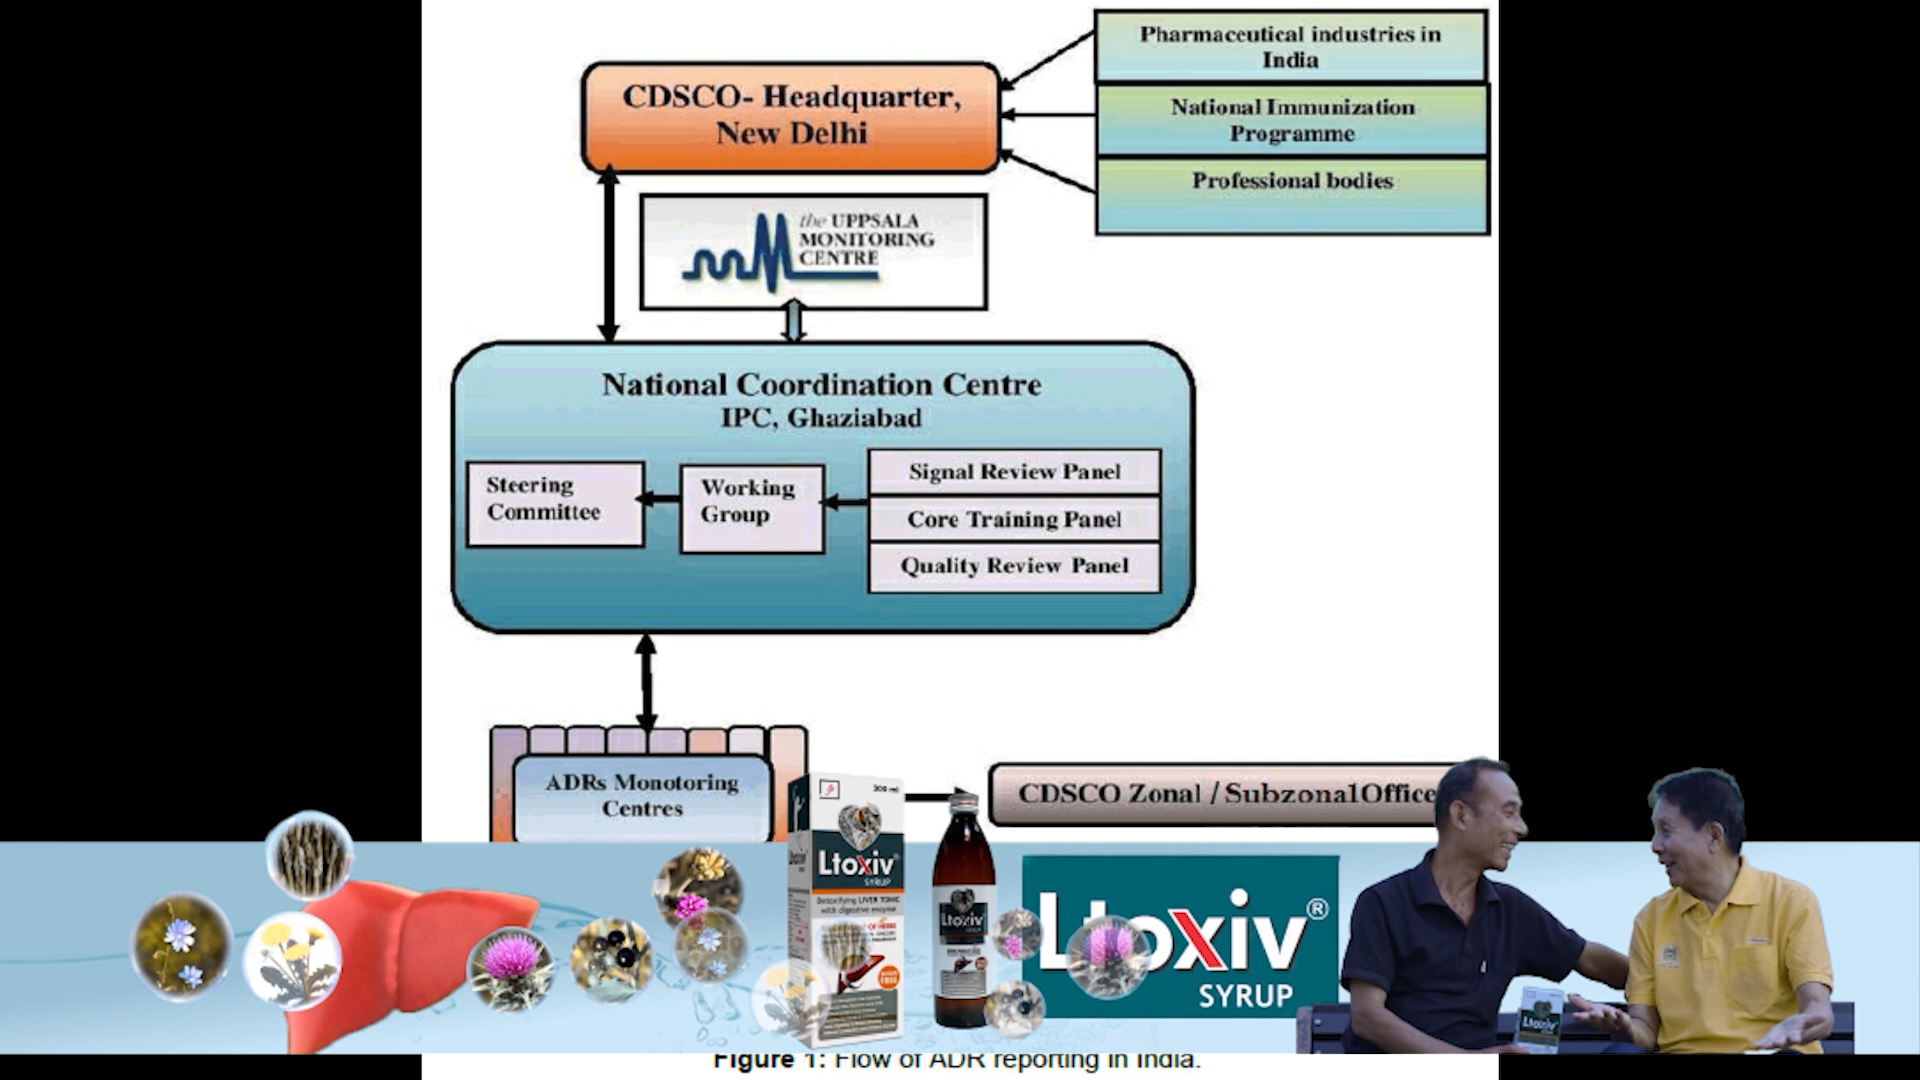 Pharmaceutical industries in
India
CDSCO- Headquarter,
New Delhi
National Immunization
Programme
Professional bodies
the UPPSALA
MONITORING
CENTRE
National Coordination Centre
IPC, Ghaziabad
Steering
Committee
Working
Group
Signal Review Panel
Core Training Panel
Quality Review Panel
ADRs Monotoring
Centres
CDSCO Zonal / Subzonal Office
300 ml
Ltoxiv
SYRUP
Detoxifying LIVER TONIC
with digestive enzyme
OF HERBS
Ltoxiv
Ltoxiv®
SYRUP
Ltoxiv
Figure 1: Flow of ADR reporting in India.